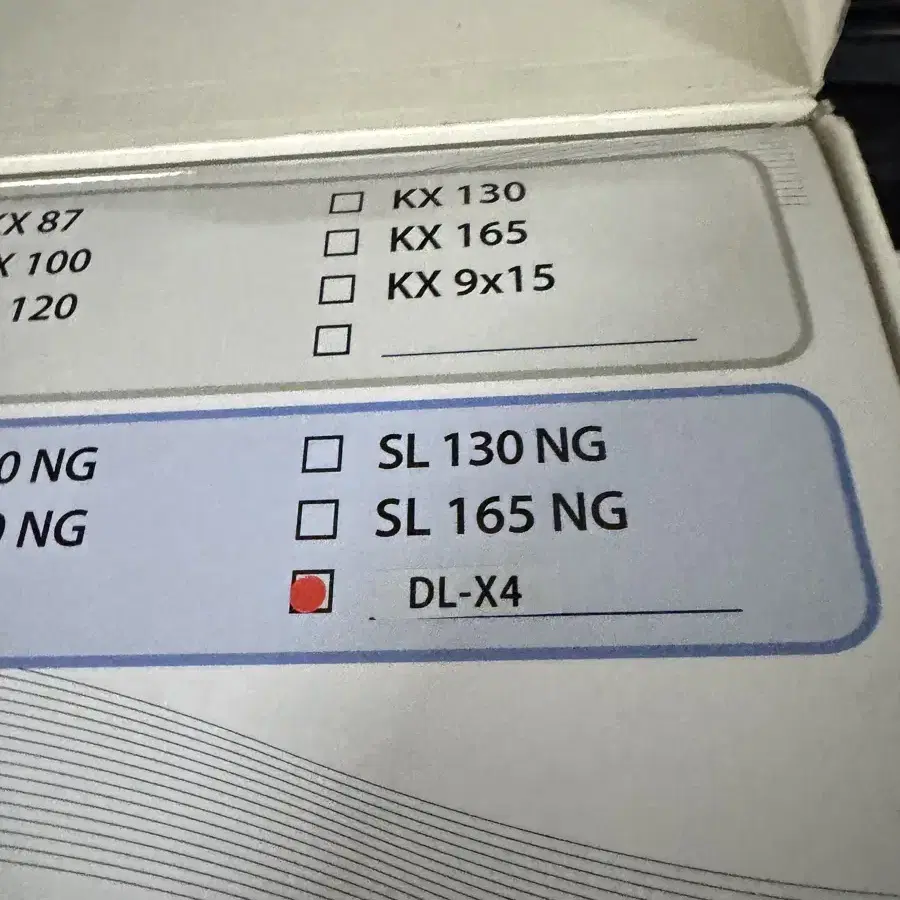 X 87
KX 130
X 100
KX 165
120
KX 9x15
0 NG
SL 130 NG
NG
SL 165 NG
DL-X4